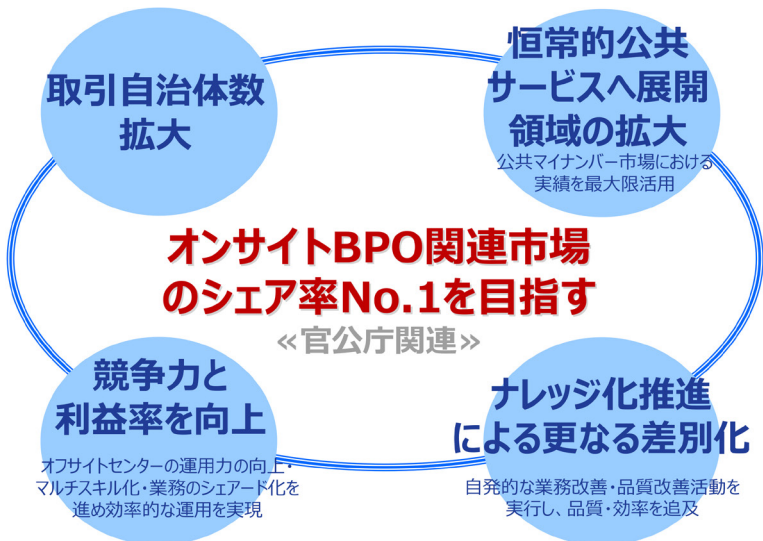 取引自治体数
拡大
恒常的公共
サービスへ展開
領域の拡大
公共マイナンバー市場における
実績を最大限活用
オンサイトBPO関連市場
のシェア率No.1を目指す
≪官公庁関連≫
競争力と
利益率を向上
オフサイトセンターの運用力の向上・
マルチスキル化・業務のシェアード化を
進め効率的な運用を実現
ナレッジ化推進
による更なる差別化
自発的な業務改善・品質改善活動を
実行し、品質・効率を追及